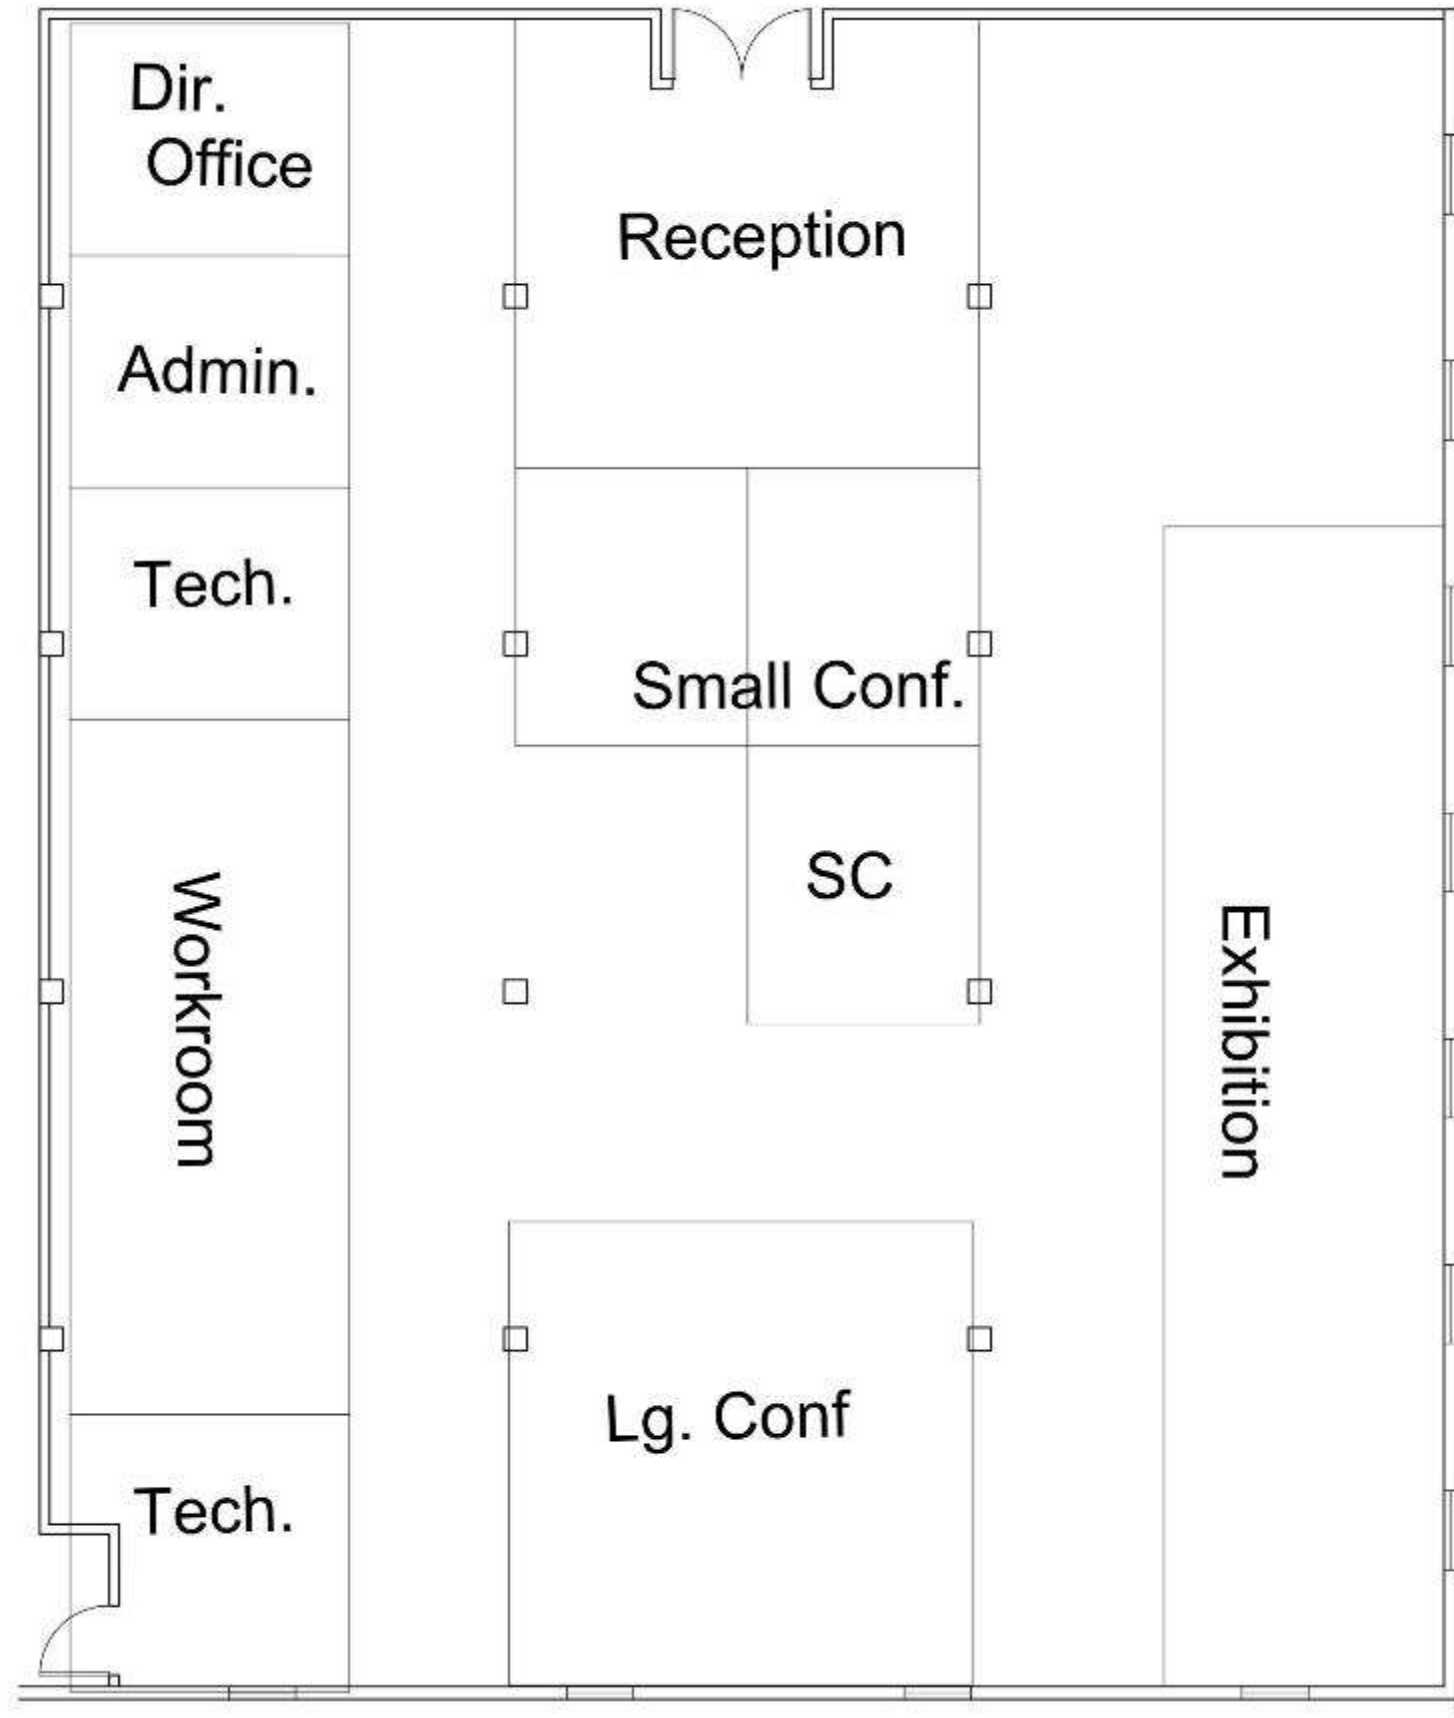 Dir.
Office
Reception
Admin.
Tech.
Small Conf.
SC
Workroom
Exhibition
Lg. Conf
Tech.